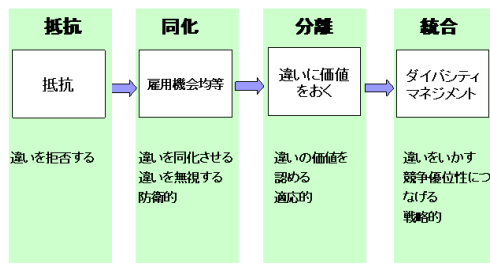 抵抗
同化
分離
統合
抵抗
雇用機会均等
違いに価値
をおく
ダイバシティ
マネジメント
違いを拒否する
違いを同化させる
違いを無視する
防衛的
違いの価値を
認める
適応的
違いをいかす
競争優位性につ
なげる
戦略的